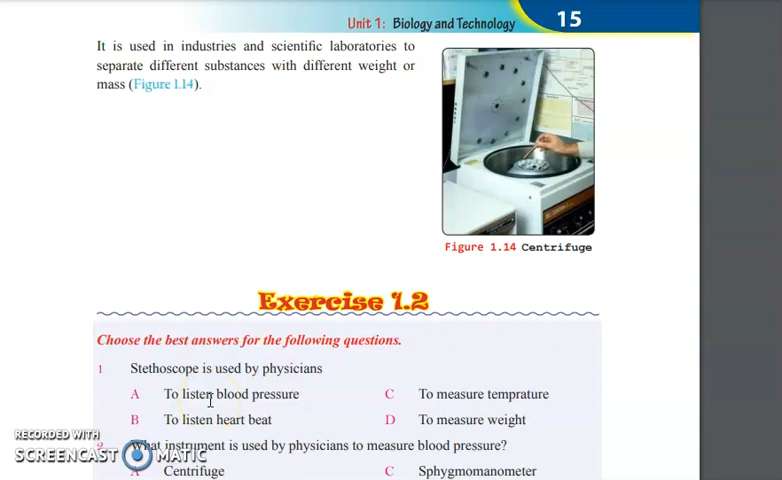 Unit 1: Biology and Technology 15
It is used in industries and scientific laboratories to
separate different substances with different weight or
mass (Figure 1.14).
Figure 1.14 Centrifuge
Exercise 1.2
Choose the best answers for the following questions.
1 Stethoscope is used by physicians
A To listen blood pressure C To measure temprature
B To listen heart beat D To measure weight
RECORDED WITH
2 What instrument is used by physicians to measure blood pressure?
SCREENCAST MATIC
A Centrifuge C Sphygmomanometer